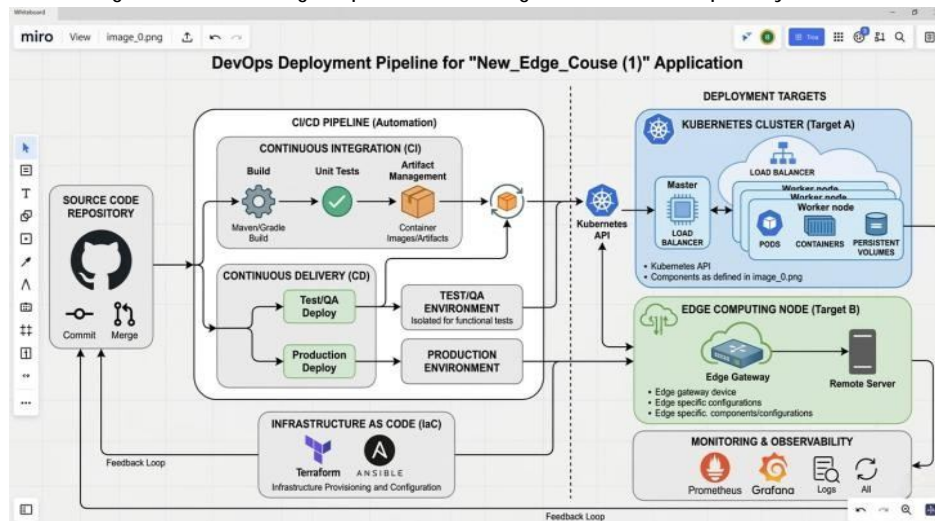 Whiteboard
miro View image_0.png
DevOps Deployment Pipeline for "New_Edge_Couse (1)" Application
CI/CD PIPELINE (Automation)
CONTINUOUS INTEGRATION (CI)
Build
Unit Tests
Artifact
Management
Maven/Gradle
Build
Container
Images/Artifacts
SOURCE CODE
REPOSITORY
Commit
Merge
CONTINUOUS DELIVERY (CD)
Test/QA
Deploy
Production
Deploy
TEST/QA
ENVIRONMENT
Isolated for functional tests
PRODUCTION
ENVIRONMENT
INFRASTRUCTURE AS CODE (IaC)
Terraform
ANSIBLE
Infrastructure Provisioning and Configuration
Feedback Loop
Kubernetes
API
DEPLOYMENT TARGETS
KUBERNETES CLUSTER (Target A)
LOAD BALANCER
Master
LOAD
BALANCER
Worker node
Worker node
Worker node
PODS
CONTAINERS
PERSISTENT
VOLUMES
• Kubernetes API
• Components as defined in image_0.png
EDGE COMPUTING NODE (Target B)
Edge Gateway
Remote Server
• Edge gateway device
• Edge specific configurations
• Edge specific. components/configurations
MONITORING & OBSERVABILITY
Prometheus
Grafana
Logs
All
Feedback Loop